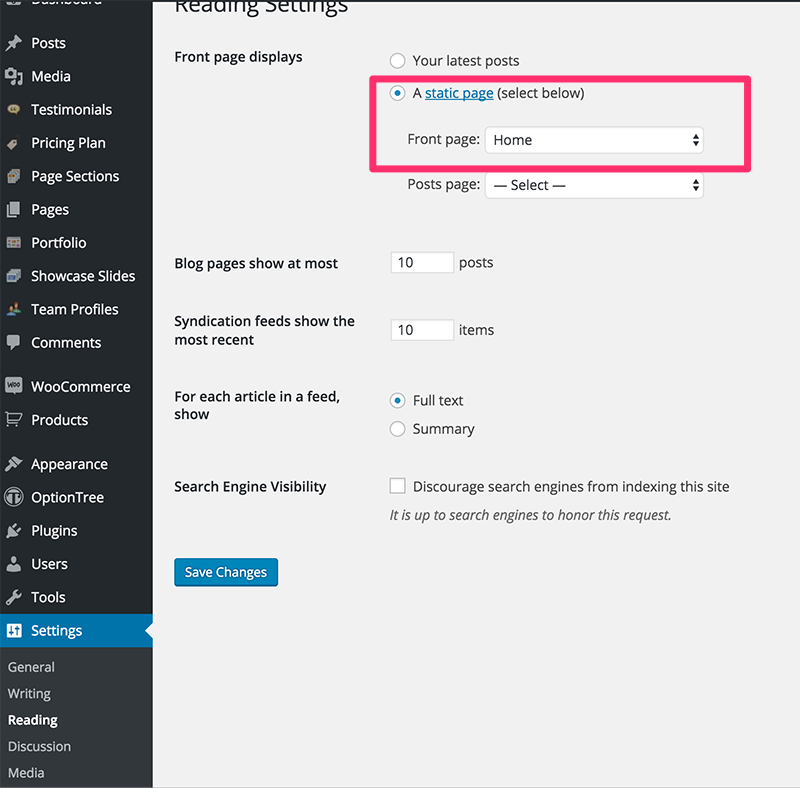 Dashboard
Posts
Media
Testimonials
Pricing Plan
Page Sections
Pages
Portfolio
Showcase Slides
Team Profiles
Comments
WOO
WooCommerce
Products
Appearance
OptionTree
Plugins
Users
Tools
Settings
General
Writing
Reading
Discussion
Media
Reading Settings
Front page displays
Your latest posts
A static page (select below)
Front page: Home
Posts page: — Select —
Blog pages show at most
10 posts
Syndication feeds show the
most recent
10 items
For each article in a feed,
show
Full text
Summary
Search Engine Visibility
Discourage search engines from indexing this site
It is up to search engines to honor this request.
Save Changes